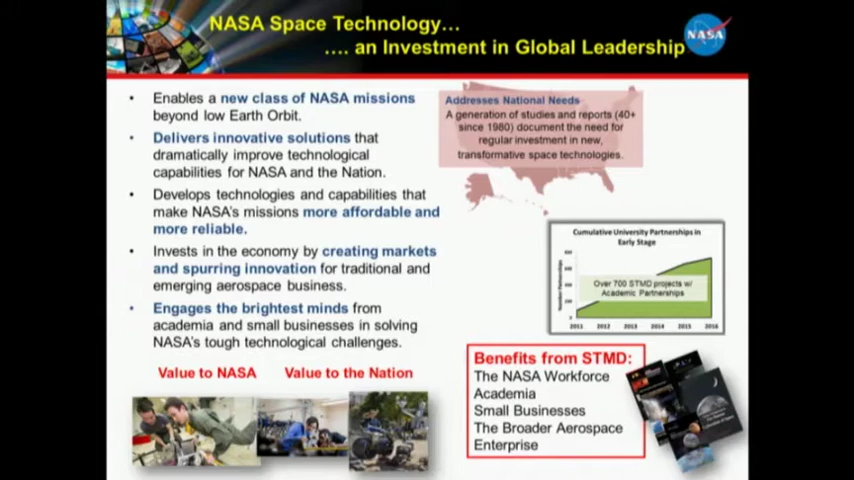 NASA Space Technology…
…. an Investment in Global Leadership
NASA
• Enables a new class of NASA missions
beyond low Earth Orbit.
• Delivers innovative solutions that
dramatically improve technological
capabilities for NASA and the Nation.
• Develops technologies and capabilities that
make NASA's missions more affordable and
more reliable.
• Invests in the economy by creating markets
and spurring innovation for traditional and
emerging aerospace business.
• Engages the brightest minds from
academia and small businesses in solving
NASA's tough technological challenges.
Value to NASA
Value to the Nation
Addresses National Needs
A generation of studies and reports (40+
since 1980) document the need for
regular investment in new,
transformative space technologies.
Cumulative University Partnerships in
Early Stage
Over 700 STMD projects w/
Academic Partnerships
2011 2012 2013 2014 2015 2016
Benefits from STMD:
The NASA Workforce
Academia
Small Businesses
The Broader Aerospace
Enterprise